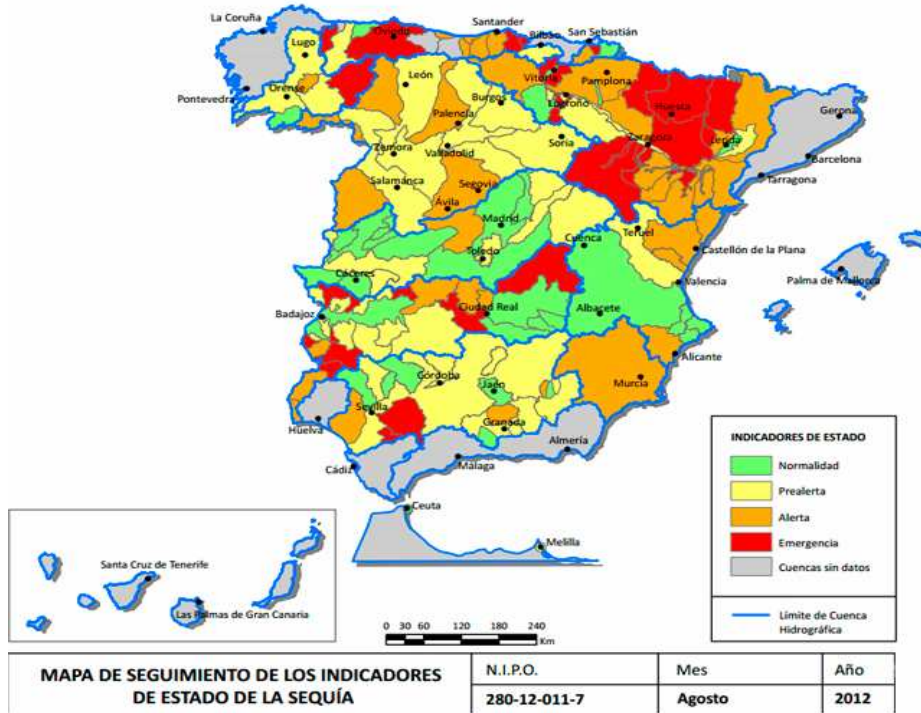 La Coruña
Lugo
Oviedo
Santander
Bilbao
San Sebastián
Pontevedra
Orense
León
Vitoria
Pamplona
Burgos
Logroño
Huesca
Gerona
Palencia
Zamora
Valladolid
Soria
Zaragoza
Lerida
Barcelona
Tarragona
Salamanca
Segovia
Ávila
Madrid
Teruel
Cuenca
Castellón de la Plana
Toledo
Cáceres
Valencia
Palma de Mallorca
Badajoz
Ciudad Real
Albacete
Alicante
Córdoba
Jaén
Murcia
Sevilla
Huelva
Granada
Almería
Málaga
Cádiz
Ceuta
Melilla
Santa Cruz de Tenerife
Las Palmas de Gran Canaria
INDICADORES DE ESTADO
Normalidad
Prealerta
Alerta
Emergencia
Cuencas sin datos
Límite de Cuenca
Hidrográfica
0 30 60 120 180 240
Km
MAPA DE SEGUIMIENTO DE LOS INDICADORES
DE ESTADO DE LA SEQUÍA
N.I.P.O.
280-12-011-7
Mes
Agosto
Año
2012